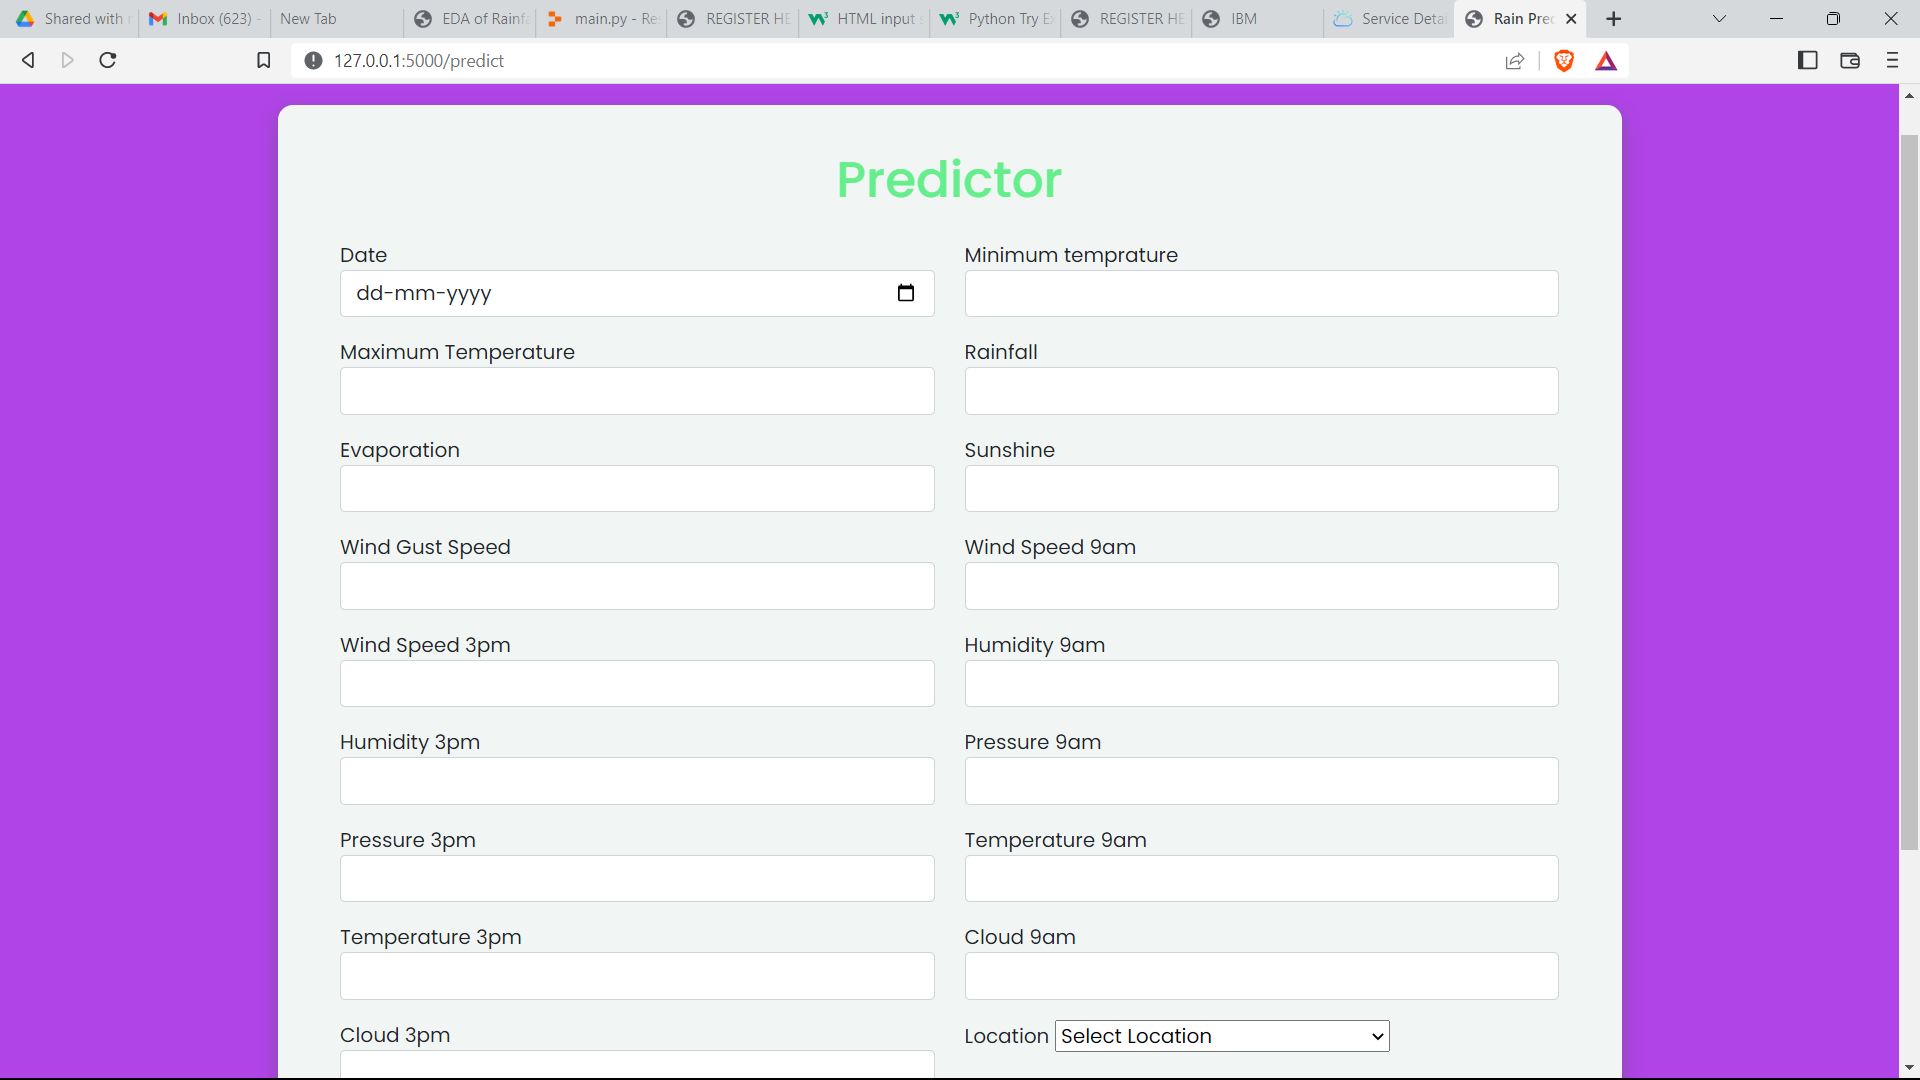 Shared with
Inbox (623) -
New Tab
EDA of Rainf
main.py - Re
REGISTER HE
HTML input
Python Try E
REGISTER HE
IBM
Service Detai
Rain Pred
127.0.0.1:5000/predict
Predictor
Date
Minimum temprature
dd-mm-yyyy
Maximum Temperature
Rainfall
Evaporation
Sunshine
Wind Gust Speed
Wind Speed 9am
Wind Speed 3pm
Humidity 9am
Humidity 3pm
Pressure 9am
Pressure 3pm
Temperature 9am
Temperature 3pm
Cloud 9am
Cloud 3pm
Location Select Location